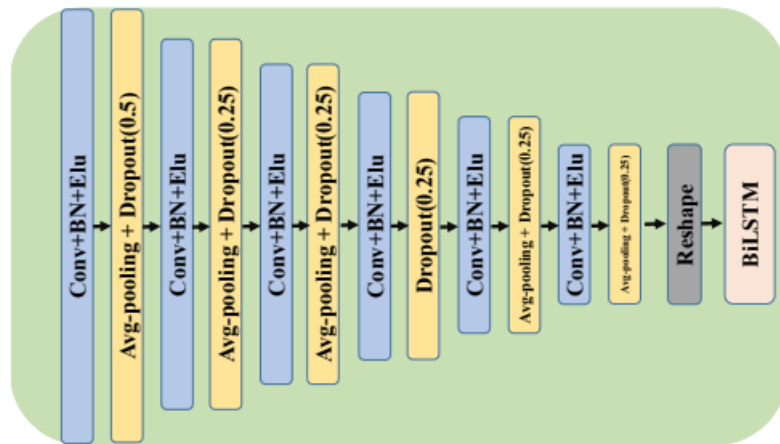 Conv+BN+Elu
Avg-pooling + Dropout(0.5)
Conv+BN+Elu
Avg-pooling + Dropout(0.25)
Conv+BN+Elu
Avg-pooling + Dropout(0.25)
Conv+BN+Elu
Dropout(0.25)
Conv+BN+Elu
Avg-pooling + Dropout(0.25)
Conv+BN+Elu
Avg-pooling + Dropout(0.25)
Reshape
BiLSTM